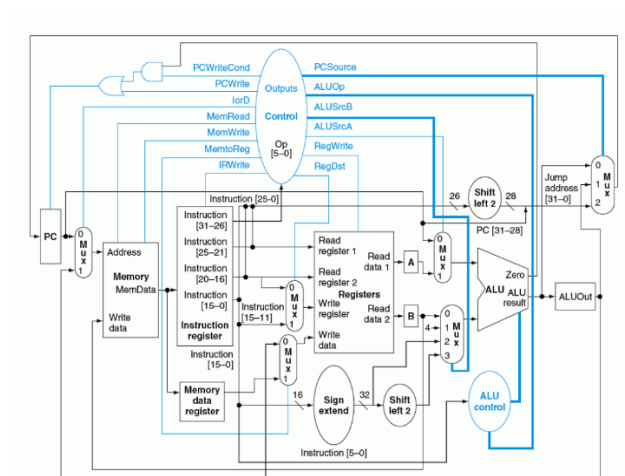 PCWriteCond
PCWrite
IorD
MemRead
MemWrite
MemtoReg
IRWrite
Outputs
Control
Op
[5–0]
PCSource
ALUOp
ALUSrcB
ALUSrcA
RegWrite
RegDst
Instruction [25-0]
26
Shift
left 2
28
Jump
address
[31–0]
PC [31–28]
0
1
2
M
u
x
PC
0
M
u
x
1
Address
Memory
MemData
Write
data
Instruction
[31–26]
Instruction
[25–21]
Instruction
[20–16]
Instruction
[15–0]
Instruction
register
Instruction
[15–11]
0
M
u
x
1
Read
register 1
Read
register 2
Write
register
Write
data
Registers
Read
data 1
Read
data 2
A
B
0
M
u
x
1
4
0
1
2
3
M
u
x
Zero
ALU
ALU
result
ALUOut
Instruction
[15–0]
Memory
data
register
0
M
u
x
1
16
Sign
extend
32
Shift
left 2
ALU
control
Instruction [5–0]